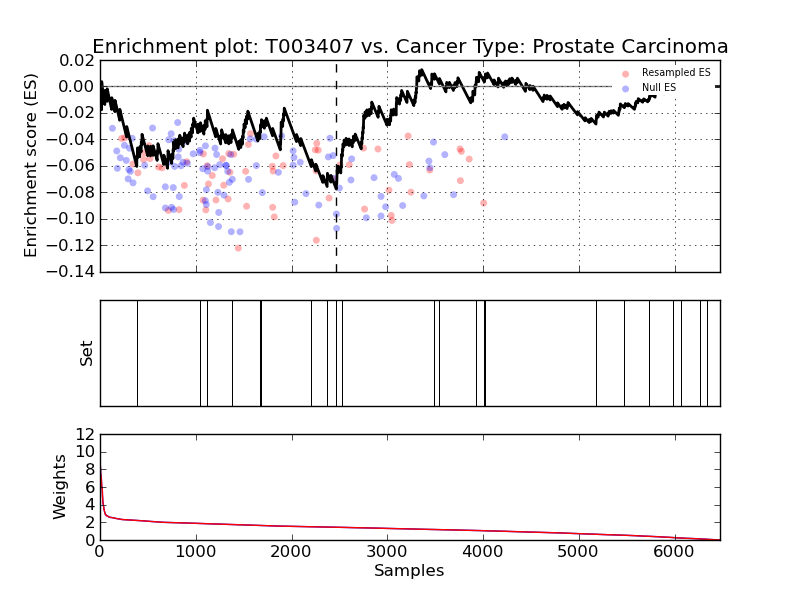 Enrichment plot: T003407 vs. Cancer Type: Prostate Carcinoma
0.02
0.00
−0.02
−0.04
−0.06
−0.08
−0.10
−0.12
−0.14
Enrichment score (ES)
Resampled ES
Null ES
Set
12
10
8
6
4
2
0
Weights
0 1000 2000 3000 4000 5000 6000
Samples